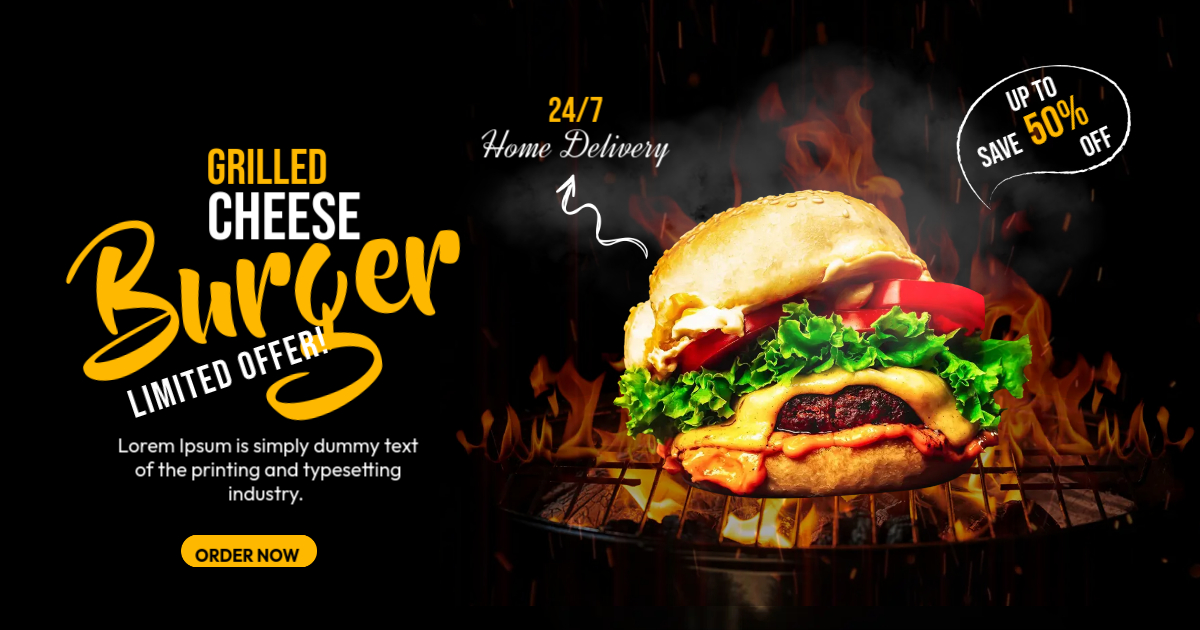 24/7
Home Delivery
UP TO
SAVE 50% OFF
GRILLED
CHEESE
Burger
LIMITED OFFER!
Lorem Ipsum is simply dummy text
of the printing and typesetting
industry.
ORDER NOW